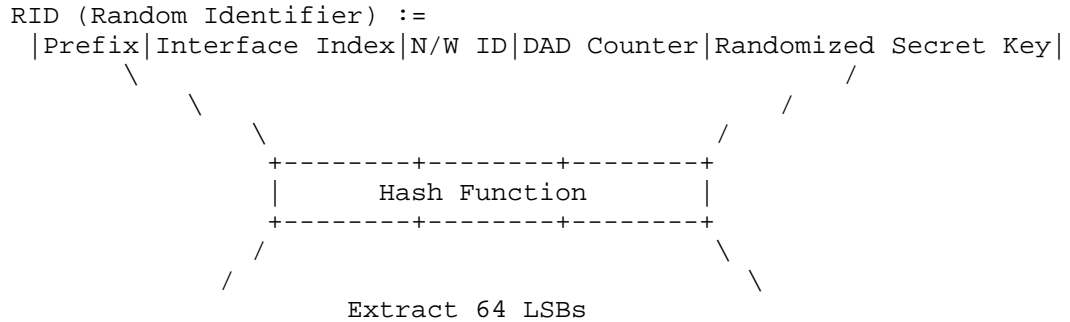 RID (Random Identifier) :=
|Prefix|Interface Index|N/W ID|DAD Counter|Randomized Secret Key|
\ /
\ /
\ /
+--------+--------+--------+
| Hash Function |
+--------+--------+--------+
/ \
/ \
Extract 64 LSBs